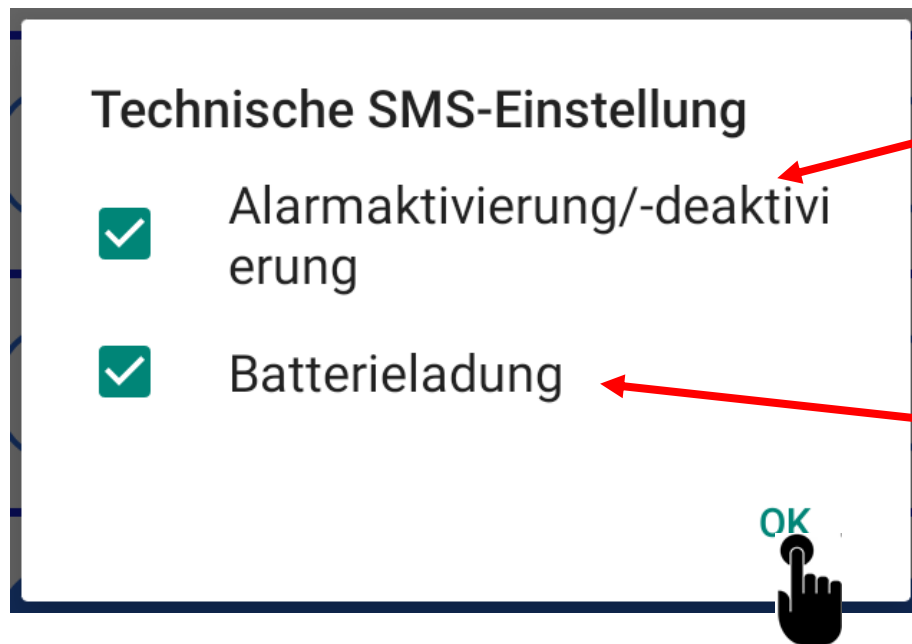 Technische SMS-Einstellung
Alarmaktivierung/-deaktivi
erung
Batterieladung
OK